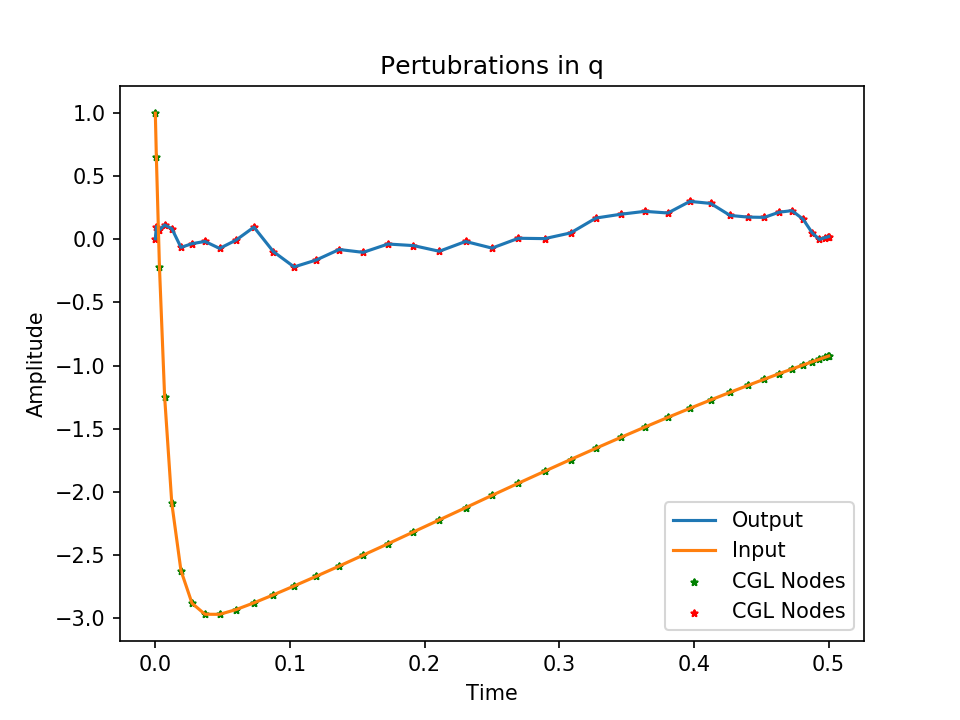 Pertubrations in q
1.0
0.5
0.0
−0.5
−1.0
−1.5
−2.0
−2.5
−3.0
Amplitude
0.0 0.1 0.2 0.3 0.4 0.5
Time
Output
Input
CGL Nodes
CGL Nodes